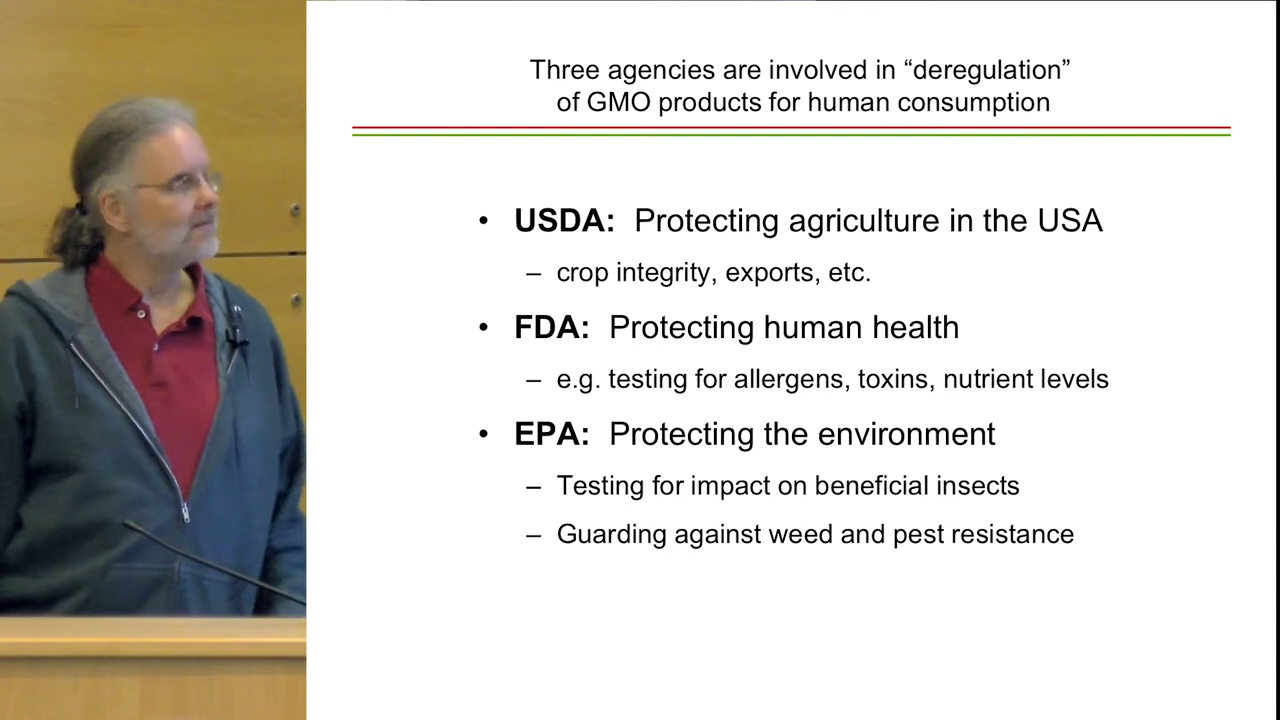 Three agencies are involved in “deregulation”
of GMO products for human consumption
• USDA: Protecting agriculture in the USA
– crop integrity, exports, etc.
• FDA: Protecting human health
– e.g. testing for allergens, toxins, nutrient levels
• EPA: Protecting the environment
– Testing for impact on beneficial insects
– Guarding against weed and pest resistance